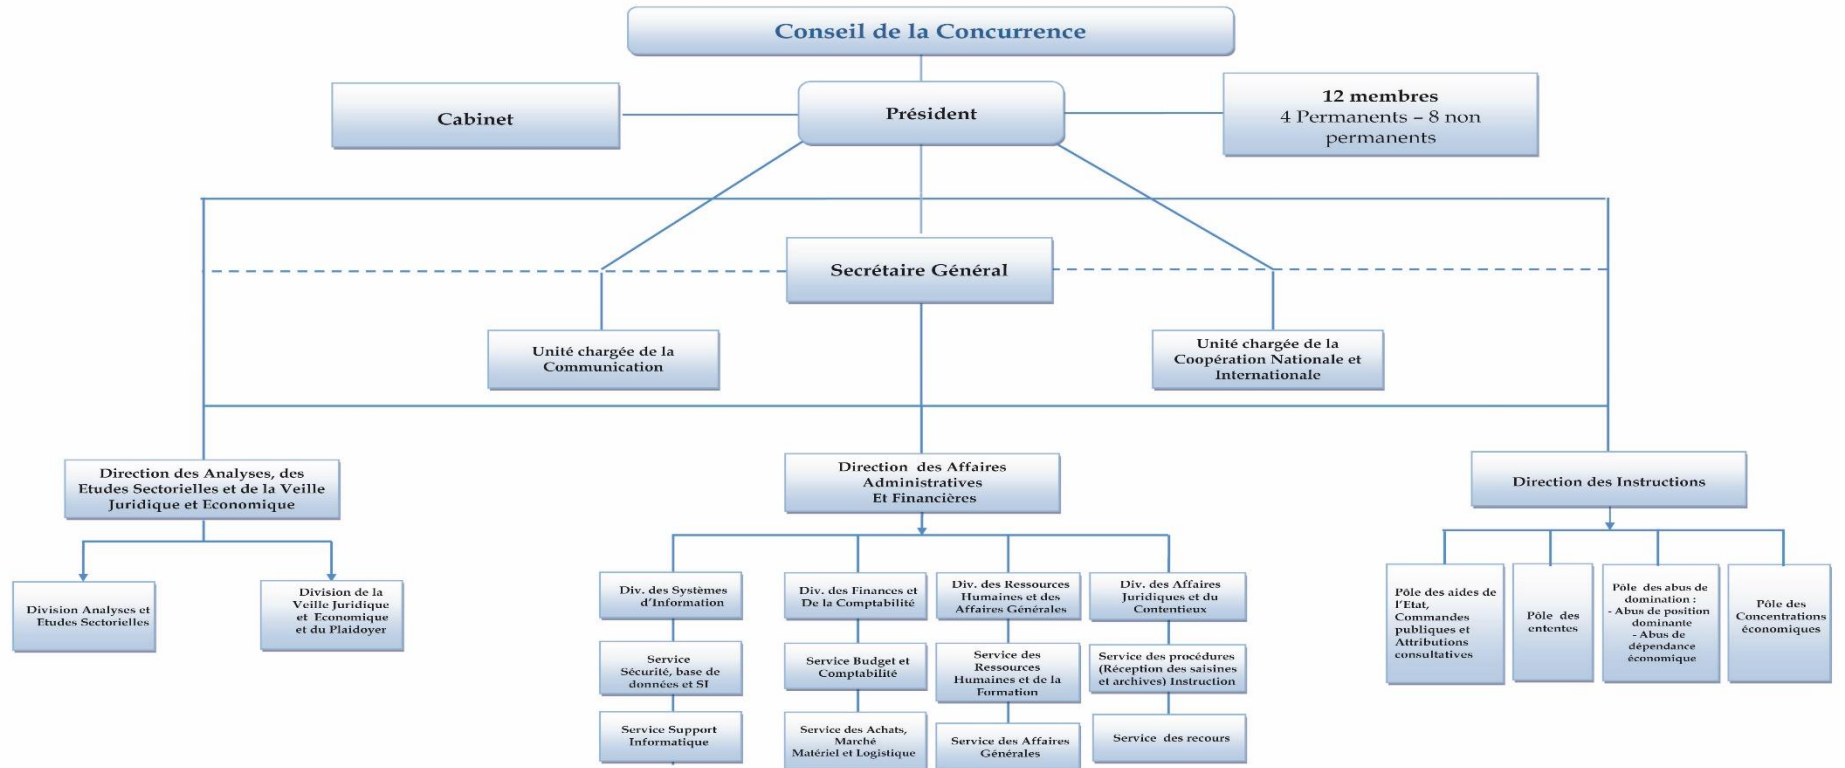 Conseil de la Concurrence
Cabinet
Président
12 membres
4 Permanents – 8 non
permanents
Secrétaire Général
Unité chargée de la
Communication
Unité chargée de la
Coopération Nationale et
Internationale
Direction des Analyses, des
Etudes Sectorielles et de la Veille
Juridique et Economique
Direction des Affaires
Administratives
Et Financières
Direction des Instructions
Division Analyses et
Etudes Sectorielles
Division de la
Veille Juridique
et Economique
et du Plaidoyer
Div. des Systèmes
d'Information
Service
Sécurité, base de
données et SI
Service Support
Informatique
Div. des Finances et
De la Comptabilité
Service Budget et
Comptabilité
Service des Achats,
Marché
Matériel et Logistique
Div. des Ressources
Humaines et des
Affaires Générales
Service des
Ressources
Humaines et de la
Formation
Service des Affaires
Générales
Div. des Affaires
Juridiques et du
Contentieux
Service des procédures
(Réception des saisines
et archives) Instruction
Service des recours
Pôle des aides de
l'Etat,
Commandes
publiques et
Attributions
consultatives
Pôle des
ententes
Pôle des abus de
domination :
- Abus de position
dominante
- Abus de
dépendance
économique
Pôle des
Concentrations
économiques